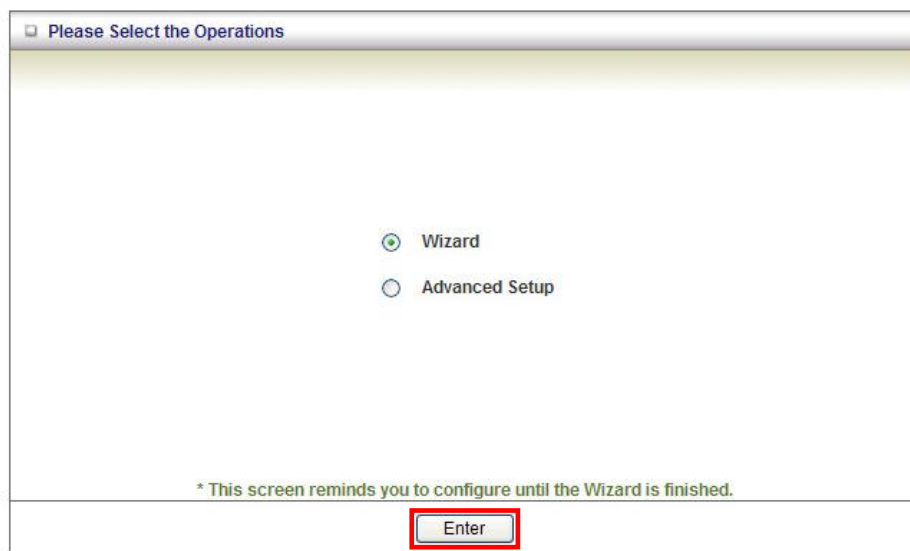 Please Select the Operations
Wizard
Advanced Setup
* This screen reminds you to configure until the Wizard is finished.
Enter